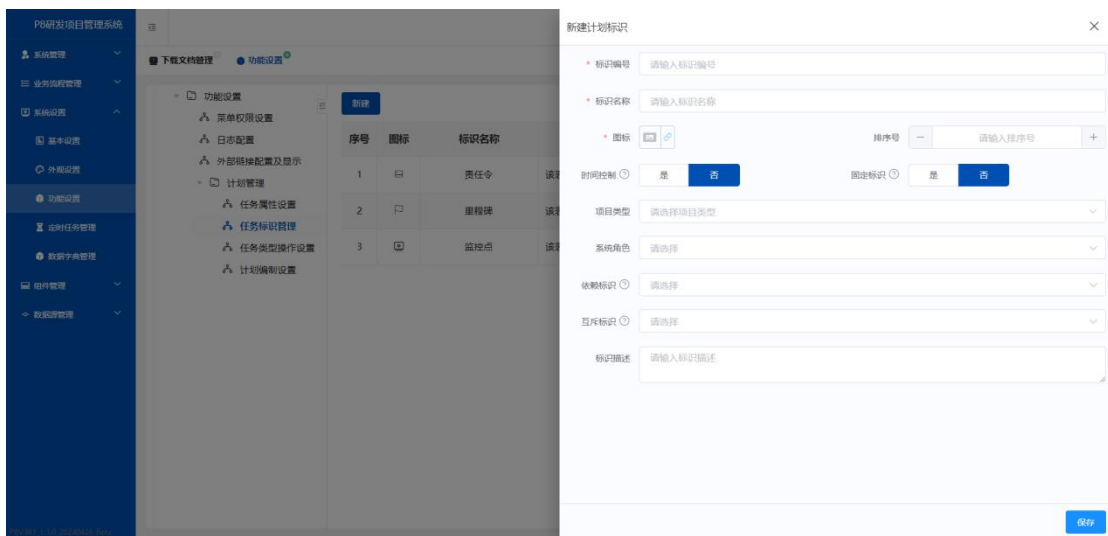 PB研发项目管理系统
系统管理
业务流程管理
系统设置
基本设置
外观设置
功能设置
定时任务管理
数据字典管理
组件管理
数据源管理
下载文档管理
功能设置
功能设置
菜单权限设置
日志配置
外部链接配置及显示
计划管理
任务属性设置
任务标识管理
任务类型操作设置
计划编制设置
新建
序号 图标 标识名称
1 责任令 该
2 里程碑 该
3 监控点 该
新建计划标识
* 标识编号 请输入标识编号
* 标识名称 请输入标识名称
* 图标 排序号 － 请输入排序号 +
时间控制 是 否 固定标识 是 否
项目类型 请选择项目类型
系统角色 请选择
依赖标识 请选择
互斥标识 请选择
标识描述 请输入标识描述
保存